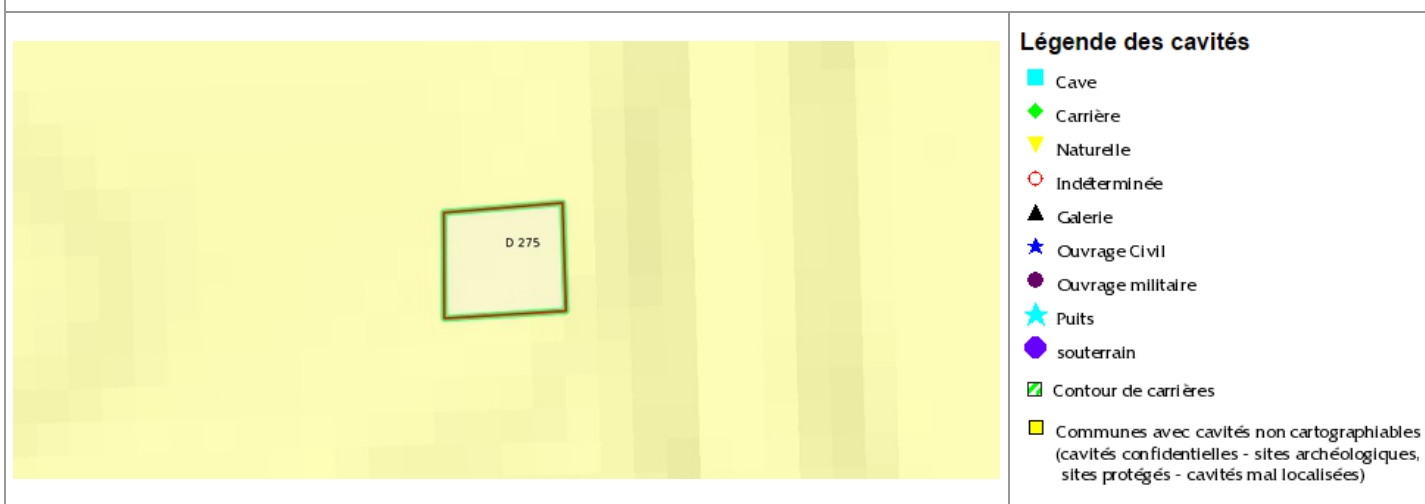 D 275
Légende des cavités
Cave
Carrière
Naturelle
Indéterminée
Galerie
Ouvrage Civil
Ouvrage militaire
Puits
souterrain
Contour de carrières
Communes avec cavités non cartographiables
(cavités confidentielles - sites archéologiques,
sites protégés - cavités mal localisées)